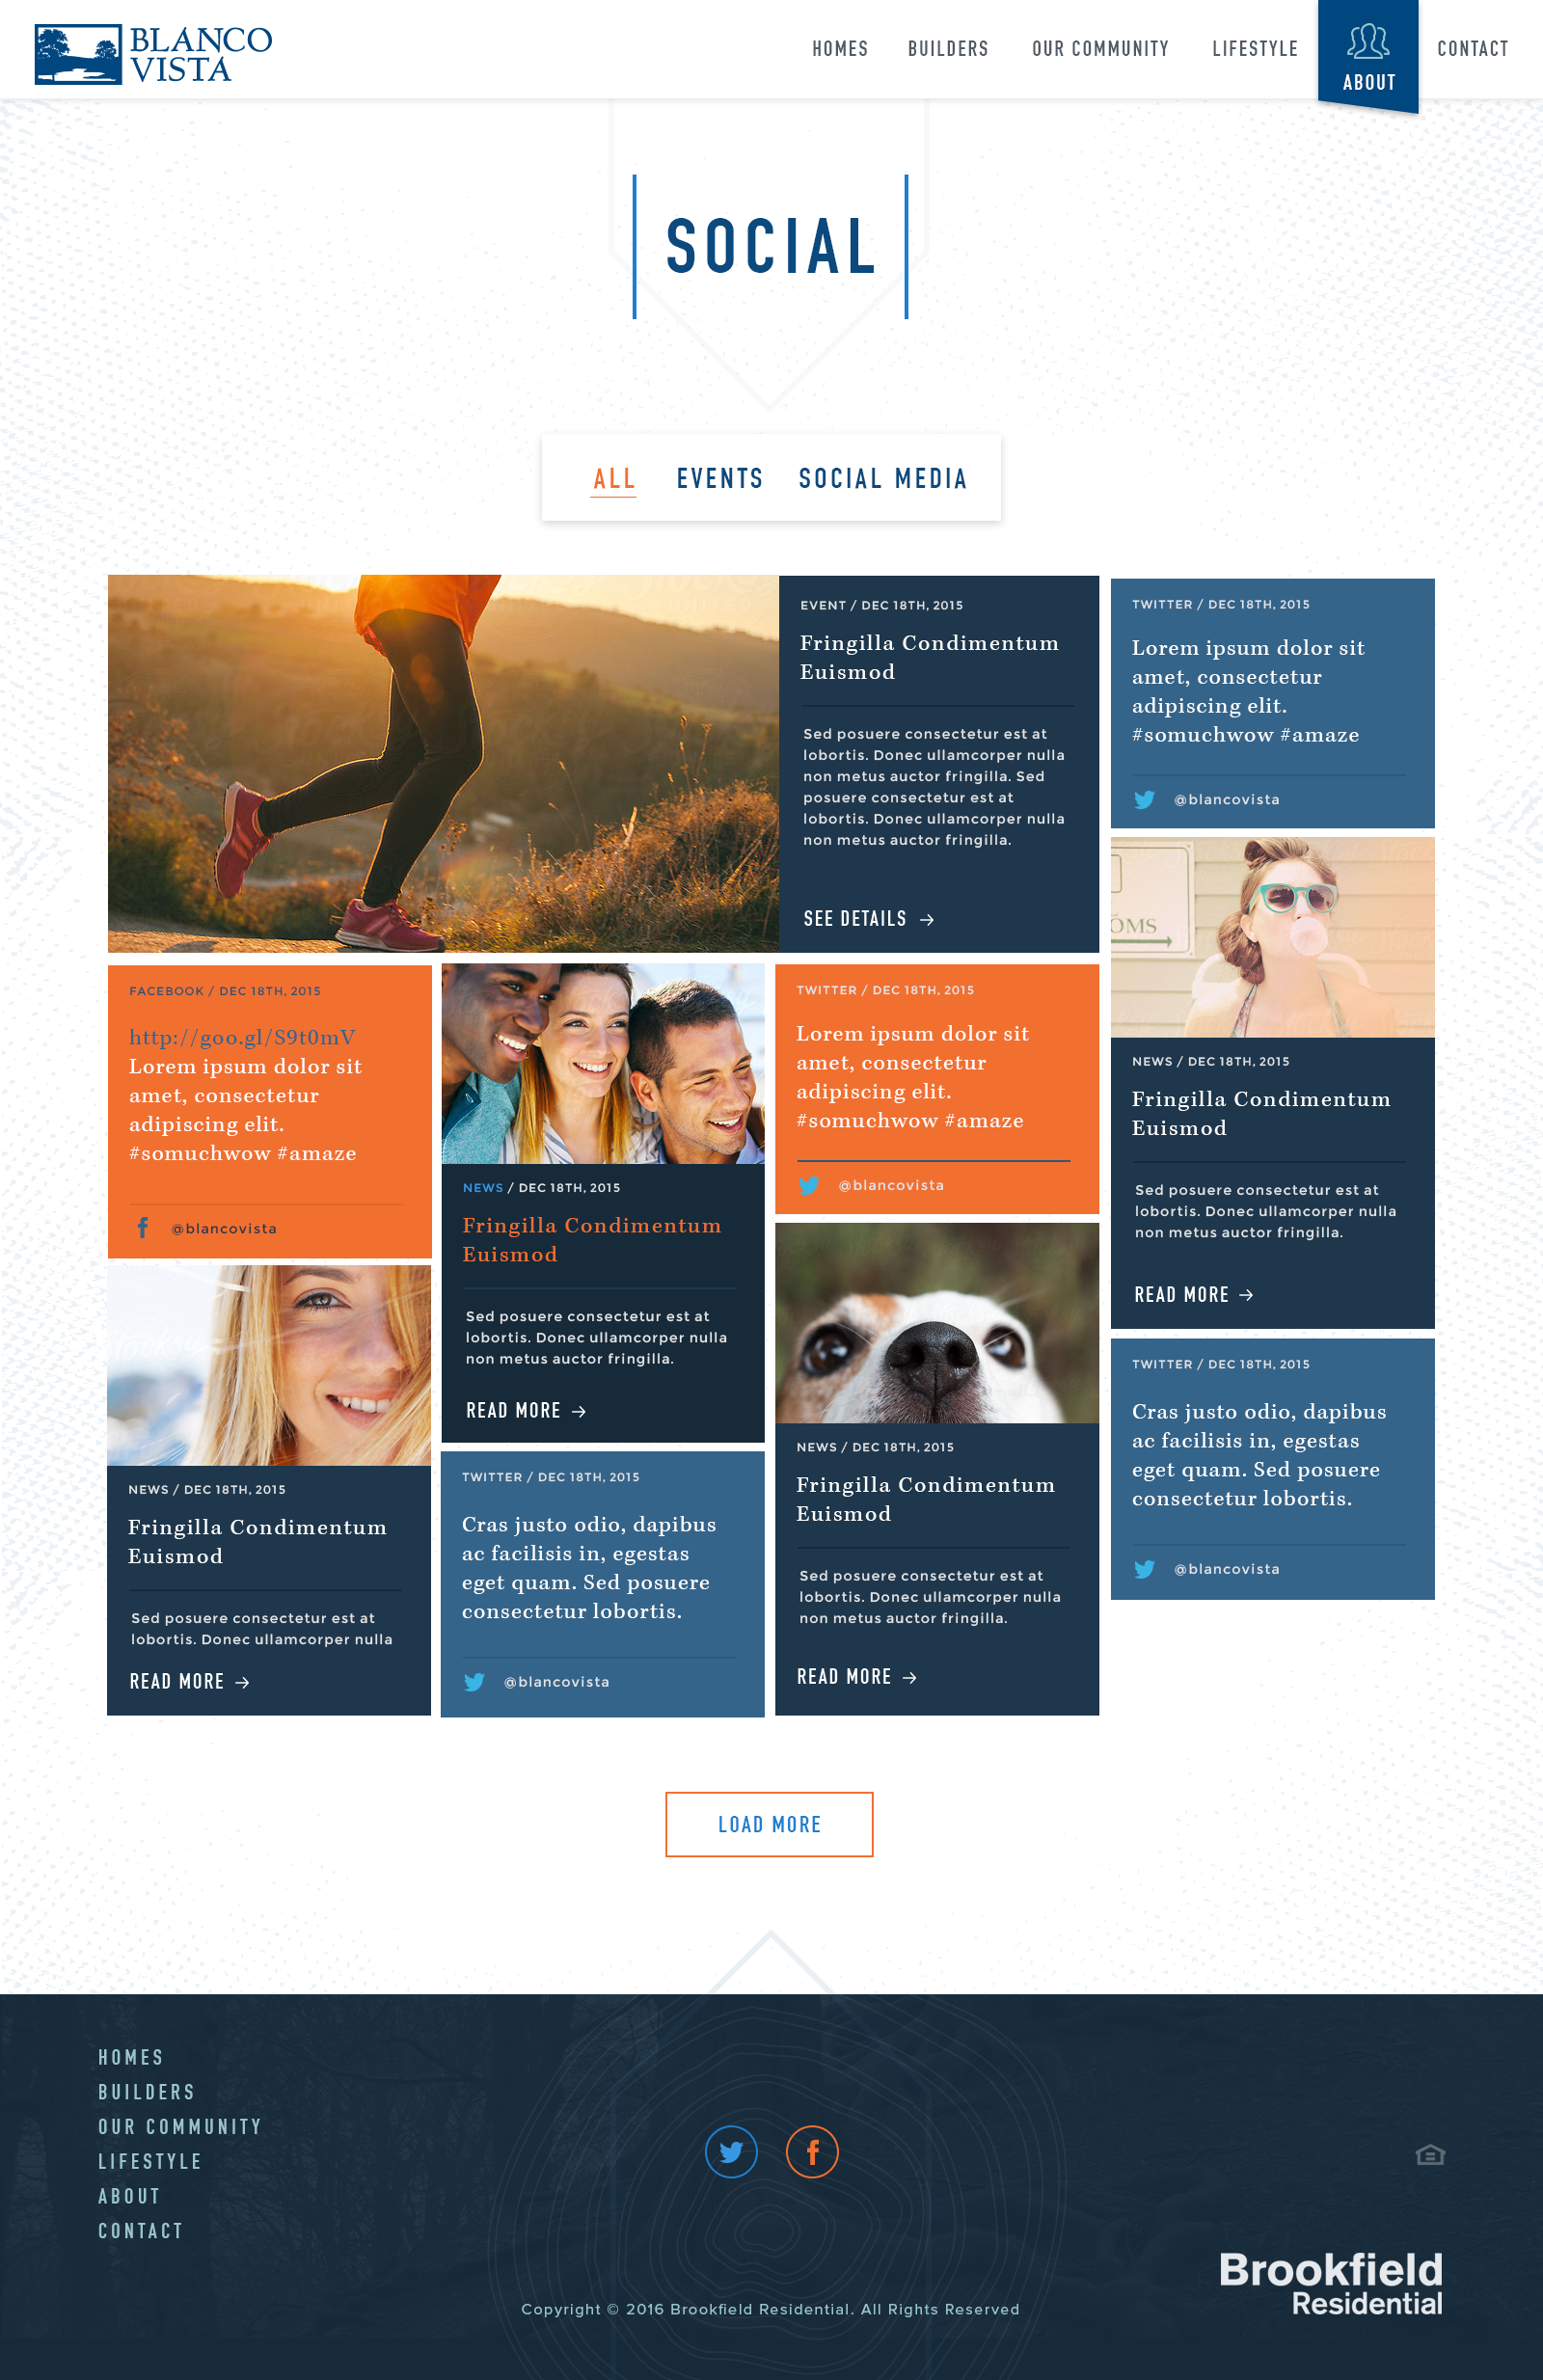 BLANCO
VISTA
HOMES
BUILDERS
OUR COMMUNITY
LIFESTYLE
ABOUT
CONTACT
SOCIAL
ALL
EVENTS
SOCIAL MEDIA
EVENT / DEC 18TH, 2015
Fringilla Condimentum
Euismod
Sed posuere consectetur est at
lobortis. Donec ullamcorper nulla
non metus auctor fringilla. Sed
posuere consectetur est at
lobortis. Donec ullamcorper nulla
non metus auctor fringilla.
SEE DETAILS →
TWITTER / DEC 18TH, 2015
Lorem ipsum dolor sit
amet, consectetur
adipiscing elit.
#somuchwow #amaze
@blancovista
FACEBOOK / DEC 18TH, 2015
http://goo.gl/S9t0mV
Lorem ipsum dolor sit
amet, consectetur
adipiscing elit.
#somuchwow #amaze
@blancovista
NEWS / DEC 18TH, 2015
Fringilla Condimentum
Euismod
Sed posuere consectetur est at
lobortis. Donec ullamcorper nulla
non metus auctor fringilla.
READ MORE →
TWITTER / DEC 18TH, 2015
Lorem ipsum dolor sit
amet, consectetur
adipiscing elit.
#somuchwow #amaze
@blancovista
NEWS / DEC 18TH, 2015
Fringilla Condimentum
Euismod
Sed posuere consectetur est at
lobortis. Donec ullamcorper nulla
non metus auctor fringilla.
READ MORE →
NEWS / DEC 18TH, 2015
Fringilla Condimentum
Euismod
Sed posuere consectetur est at
lobortis. Donec ullamcorper nulla
READ MORE →
TWITTER / DEC 18TH, 2015
Cras justo odio, dapibus
ac facilisis in, egestas
eget quam. Sed posuere
consectetur lobortis.
@blancovista
NEWS / DEC 18TH, 2015
Fringilla Condimentum
Euismod
Sed posuere consectetur est at
lobortis. Donec ullamcorper nulla
non metus auctor fringilla.
READ MORE →
TWITTER / DEC 18TH, 2015
Cras justo odio, dapibus
ac facilisis in, egestas
eget quam. Sed posuere
consectetur lobortis.
@blancovista
LOAD MORE
HOMES
BUILDERS
OUR COMMUNITY
LIFESTYLE
ABOUT
CONTACT
Brookfield
Residential
Copyright © 2016 Brookfield Residential. All Rights Reserved